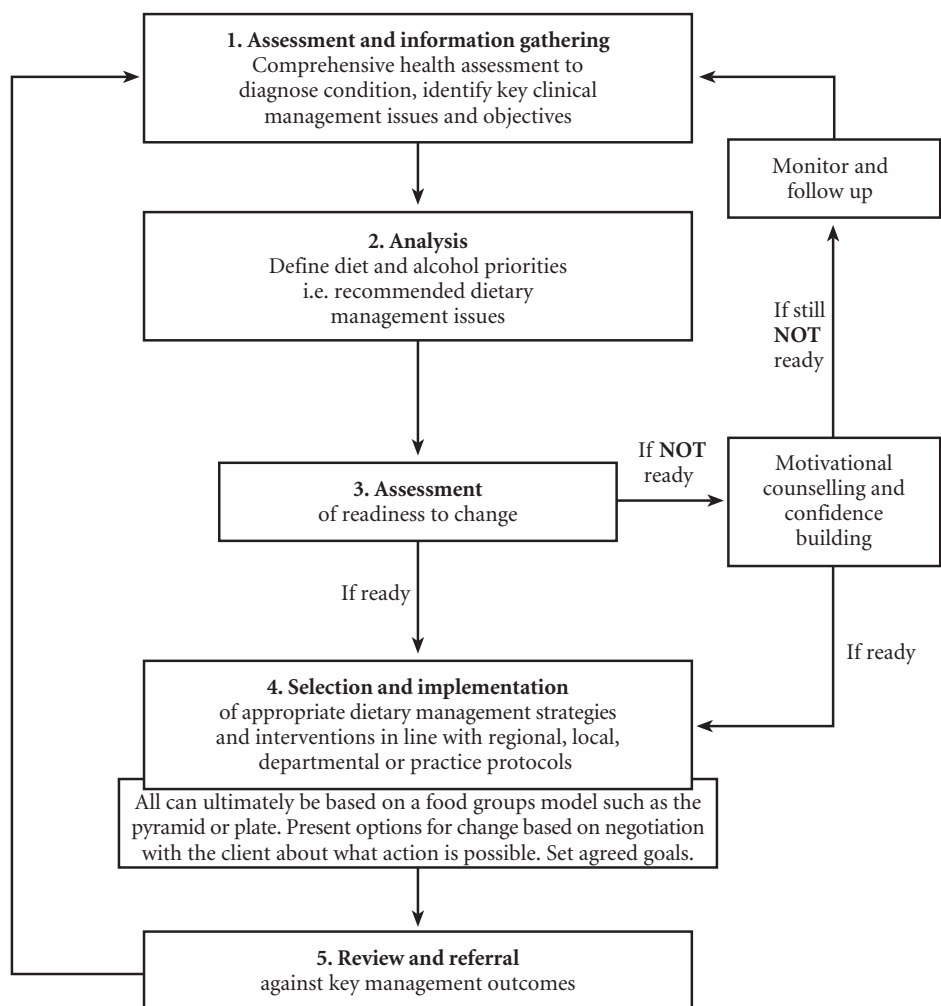 1. Assessment and information gathering
Comprehensive health assessment to
diagnose condition, identify key clinical
management issues and objectives
Monitor and
follow up
2. Analysis
Define diet and alcohol priorities
i.e. recommended dietary
management issues
If still
NOT
ready
3. Assessment
of readiness to change
If NOT
ready
Motivational
counselling and
confidence
building
If ready
If ready
4. Selection and implementation
of appropriate dietary management strategies
and interventions in line with regional, local,
departmental or practice protocols
All can ultimately be based on a food groups model such as the
pyramid or plate. Present options for change based on negotiation
with the client about what action is possible. Set agreed goals.
5. Review and referral
against key management outcomes